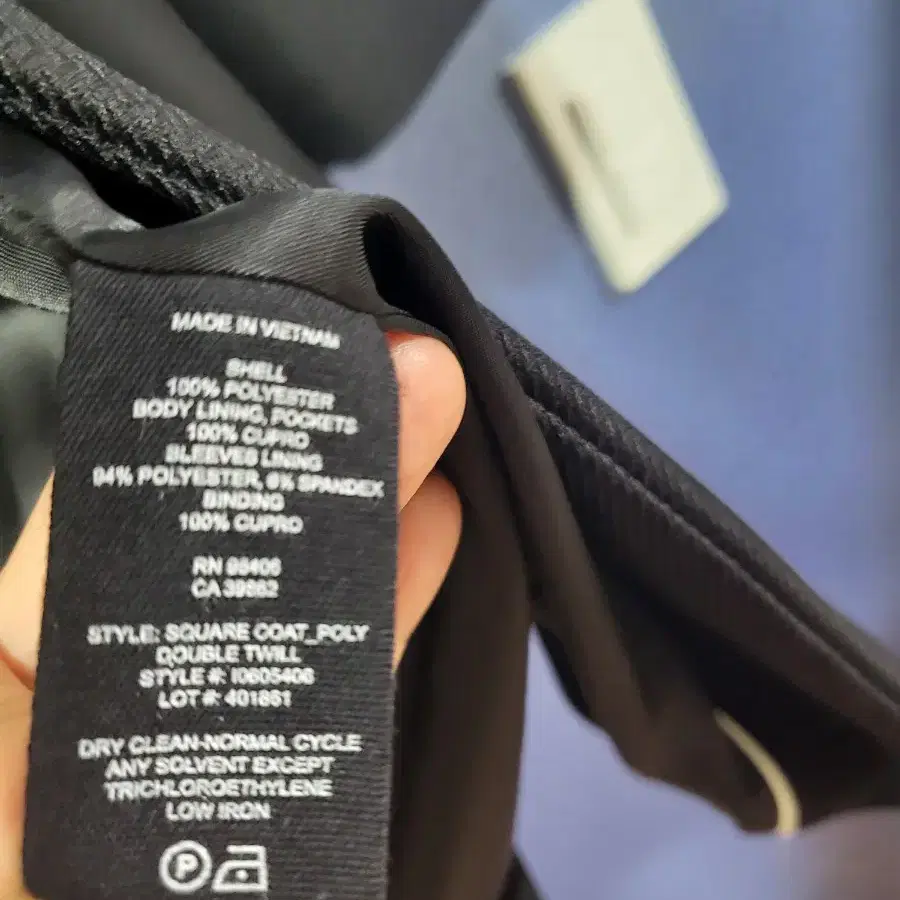 MADE IN VIETNAM
SHELL
100% POLYESTER
BODY LINING, POCKETS
100% CUPRO
SLEEVES LINING
94% POLYESTER, 6% SPANDEX
BINDING
100% CUPRO
RN 98406
CA 39862
STYLE: SQUARE COAT_POLY
DOUBLE TWILL
STYLE #: I0605406
LOT #: 401861
DRY CLEAN-NORMAL CYCLE
ANY SOLVENT EXCEPT
TRICHLOROETHYLENE
LOW IRON
P